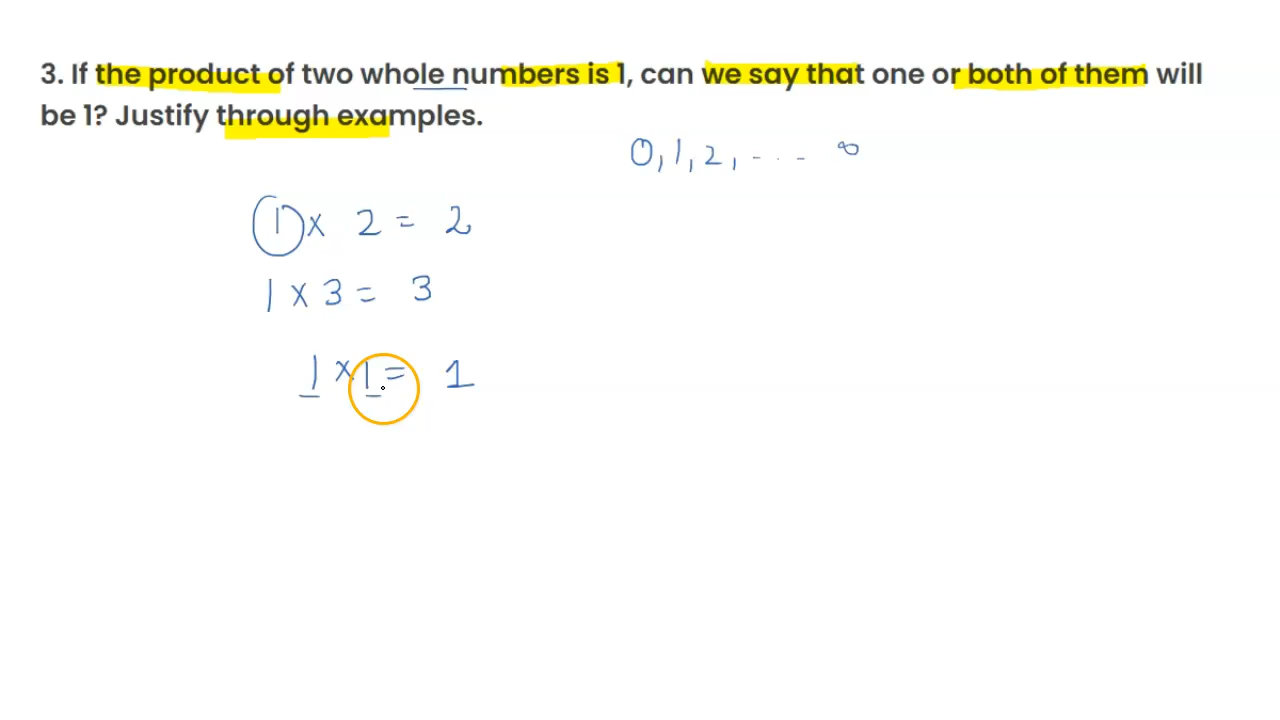 3. If the product of two whole numbers is 1, can we say that one or both of them will
be 1? Justify through examples.
0, 1, 2, - . . - ∞
1 × 2 = 2
1 × 3 = 3
1 × 1 = 1